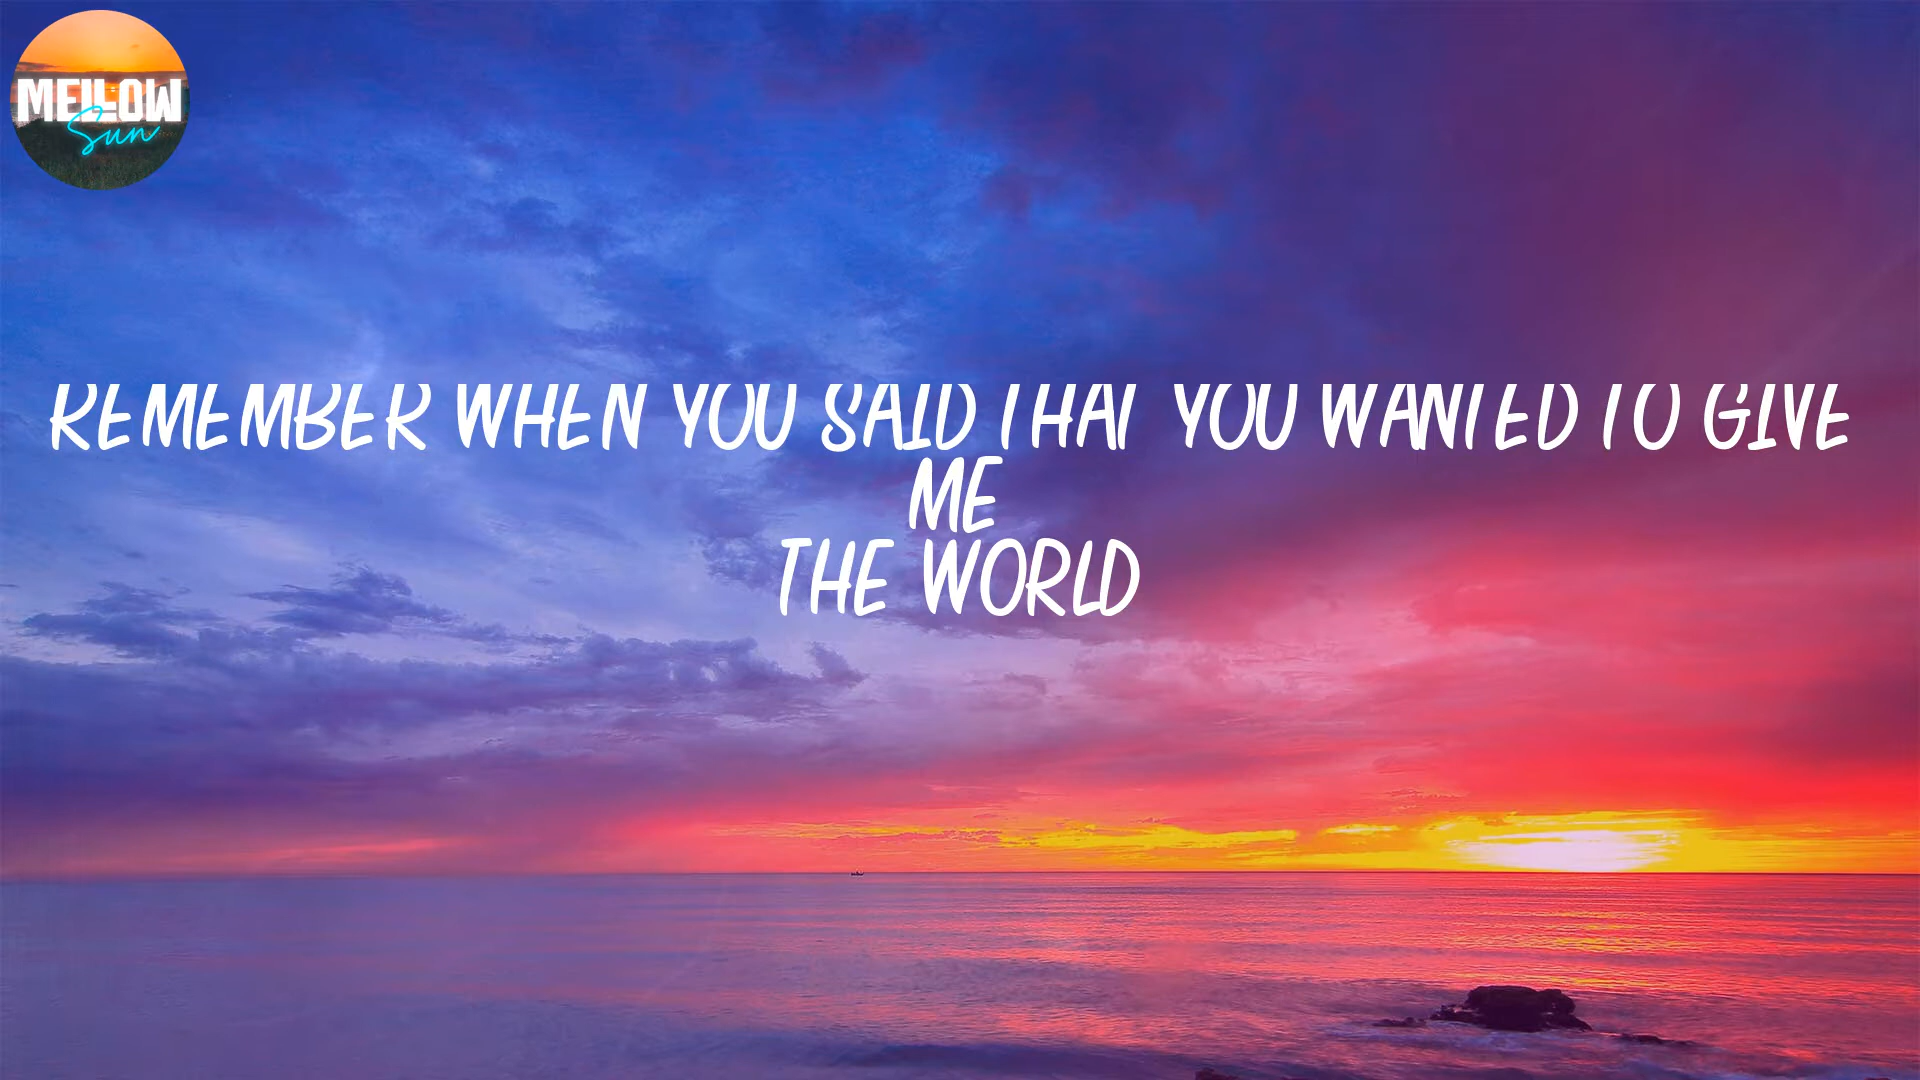 MELLOW
Sun
REMEMBER WHEN YOU SAID THAT YOU WANTED TO GIVE
ME
THE WORLD